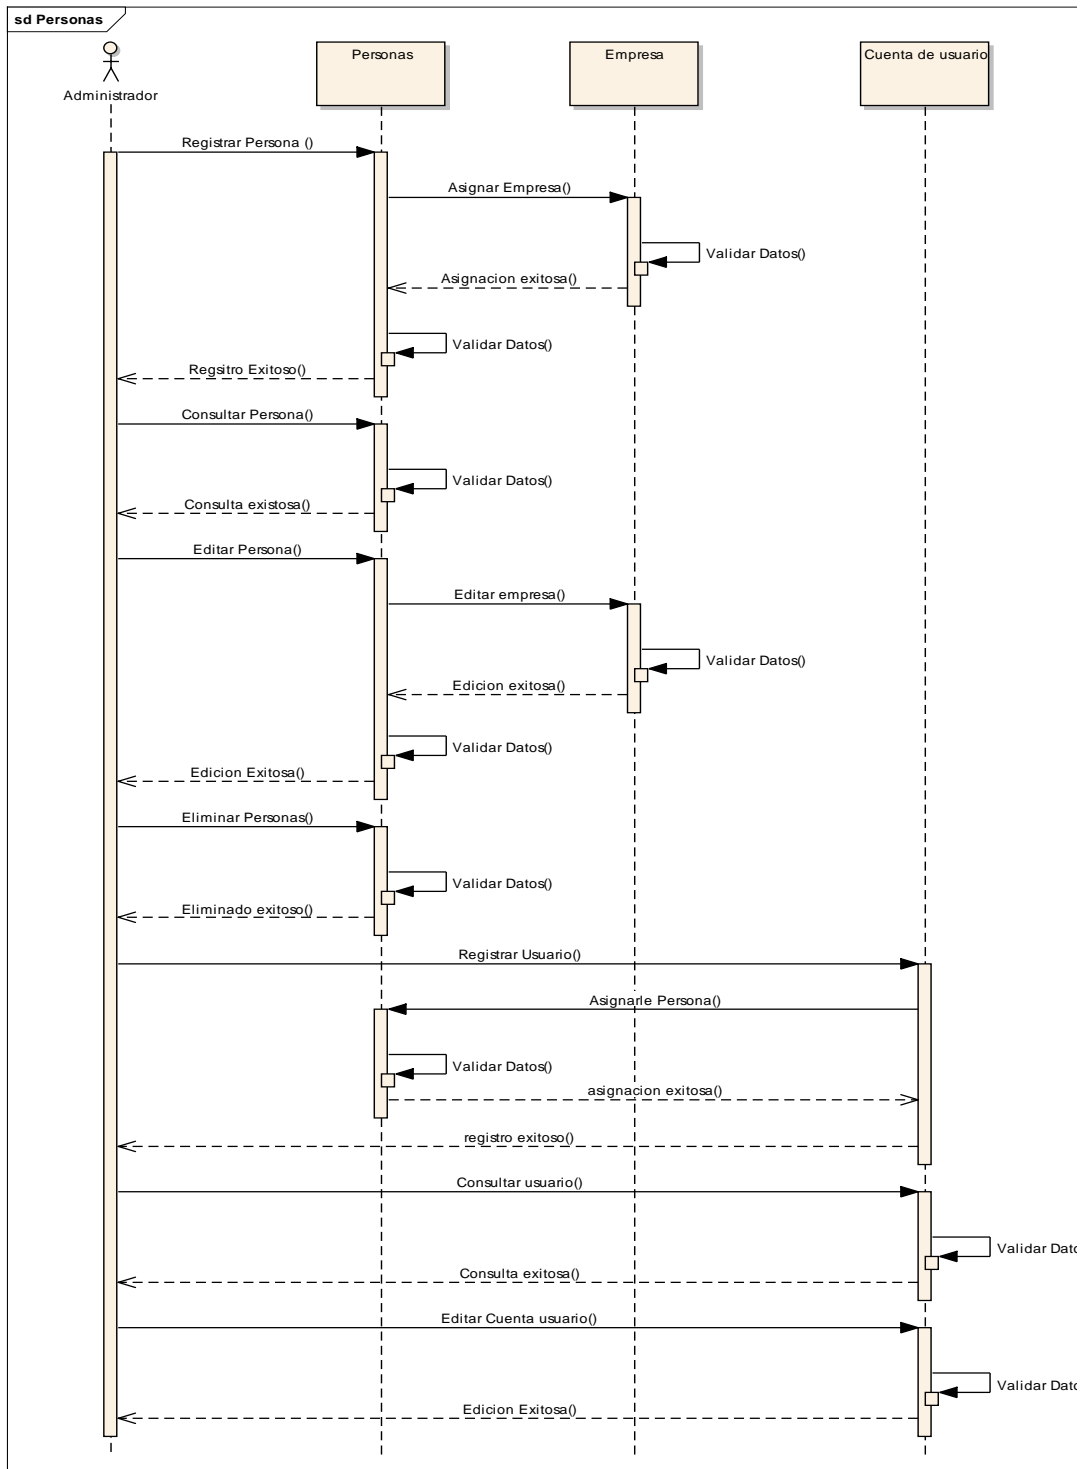 sd Personas
Administrador
Personas
Empresa
Cuenta de usuario
Registrar Persona ()
Asignar Empresa()
Validar Datos()
Asignacion exitosa()
Validar Datos()
Regsitro Exitoso()
Consultar Persona()
Validar Datos()
Consulta existosa()
Editar Persona()
Editar empresa()
Validar Datos()
Edicion exitosa()
Validar Datos()
Edicion Exitosa()
Eliminar Personas()
Validar Datos()
Eliminado exitoso()
Registrar Usuario()
Asignarle Persona()
Validar Datos()
asignacion exitosa()
registro exitoso()
Consultar usuario()
Validar Dato
Consulta exitosa()
Editar Cuenta usuario()
Validar Dato
Edicion Exitosa()